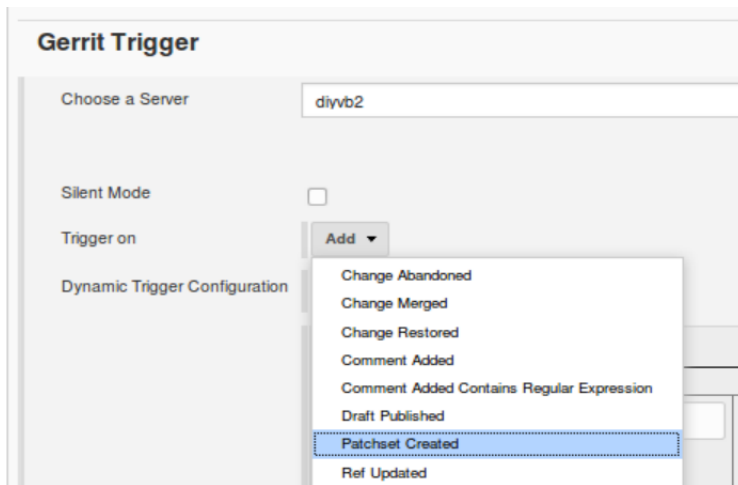 Gerrit Trigger
Choose a Server
diyvb2
Silent Mode
Trigger on
Add
Dynamic Trigger Configuration
Change Abandoned
Change Merged
Change Restored
Comment Added
Comment Added Contains Regular Expression
Draft Published
Patchset Created
Ref Updated